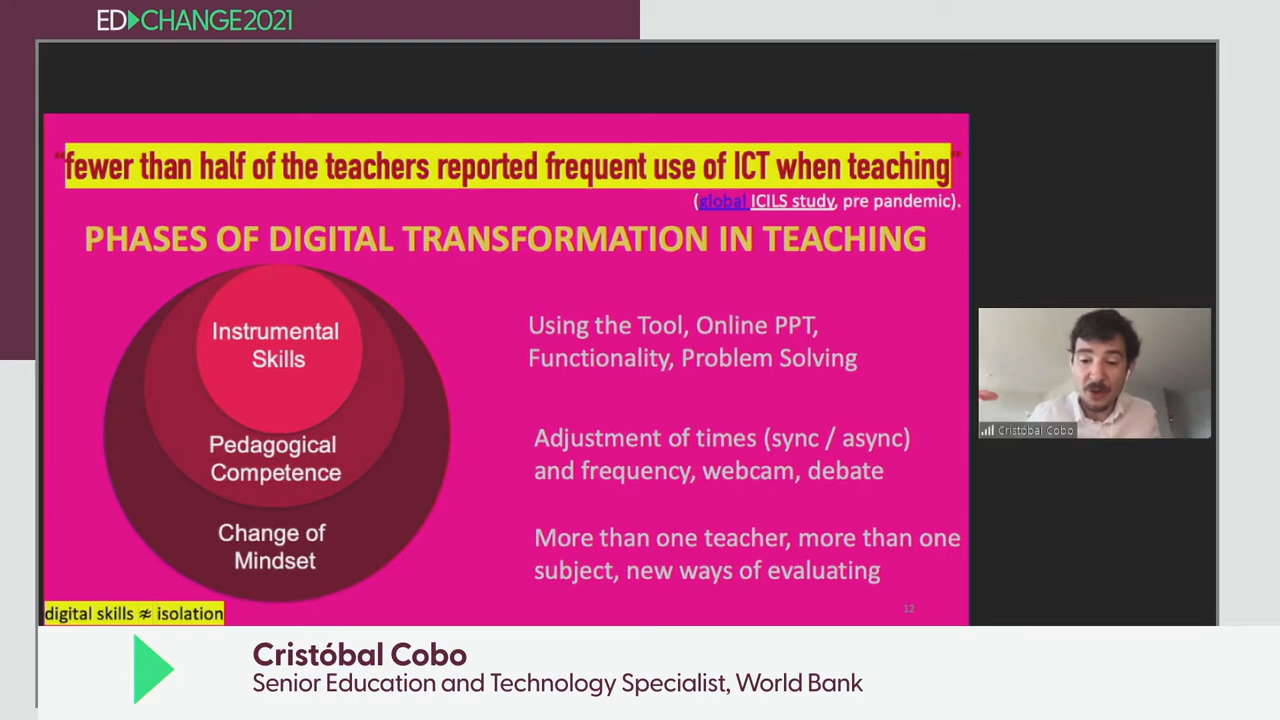 ED▶CHANGE2021
“fewer than half of the teachers reported frequent use of ICT when teaching”
(global ICILS study, pre pandemic).
PHASES OF DIGITAL TRANSFORMATION IN TEACHING
Instrumental
Skills
Using the Tool, Online PPT,
Functionality, Problem Solving
Pedagogical
Competence
Adjustment of times (sync / async)
and frequency, webcam, debate
Change of
Mindset
More than one teacher, more than one
subject, new ways of evaluating
digital skills ≉ isolation
12
Cristóbal Cobo
Cristóbal Cobo
Senior Education and Technology Specialist, World Bank